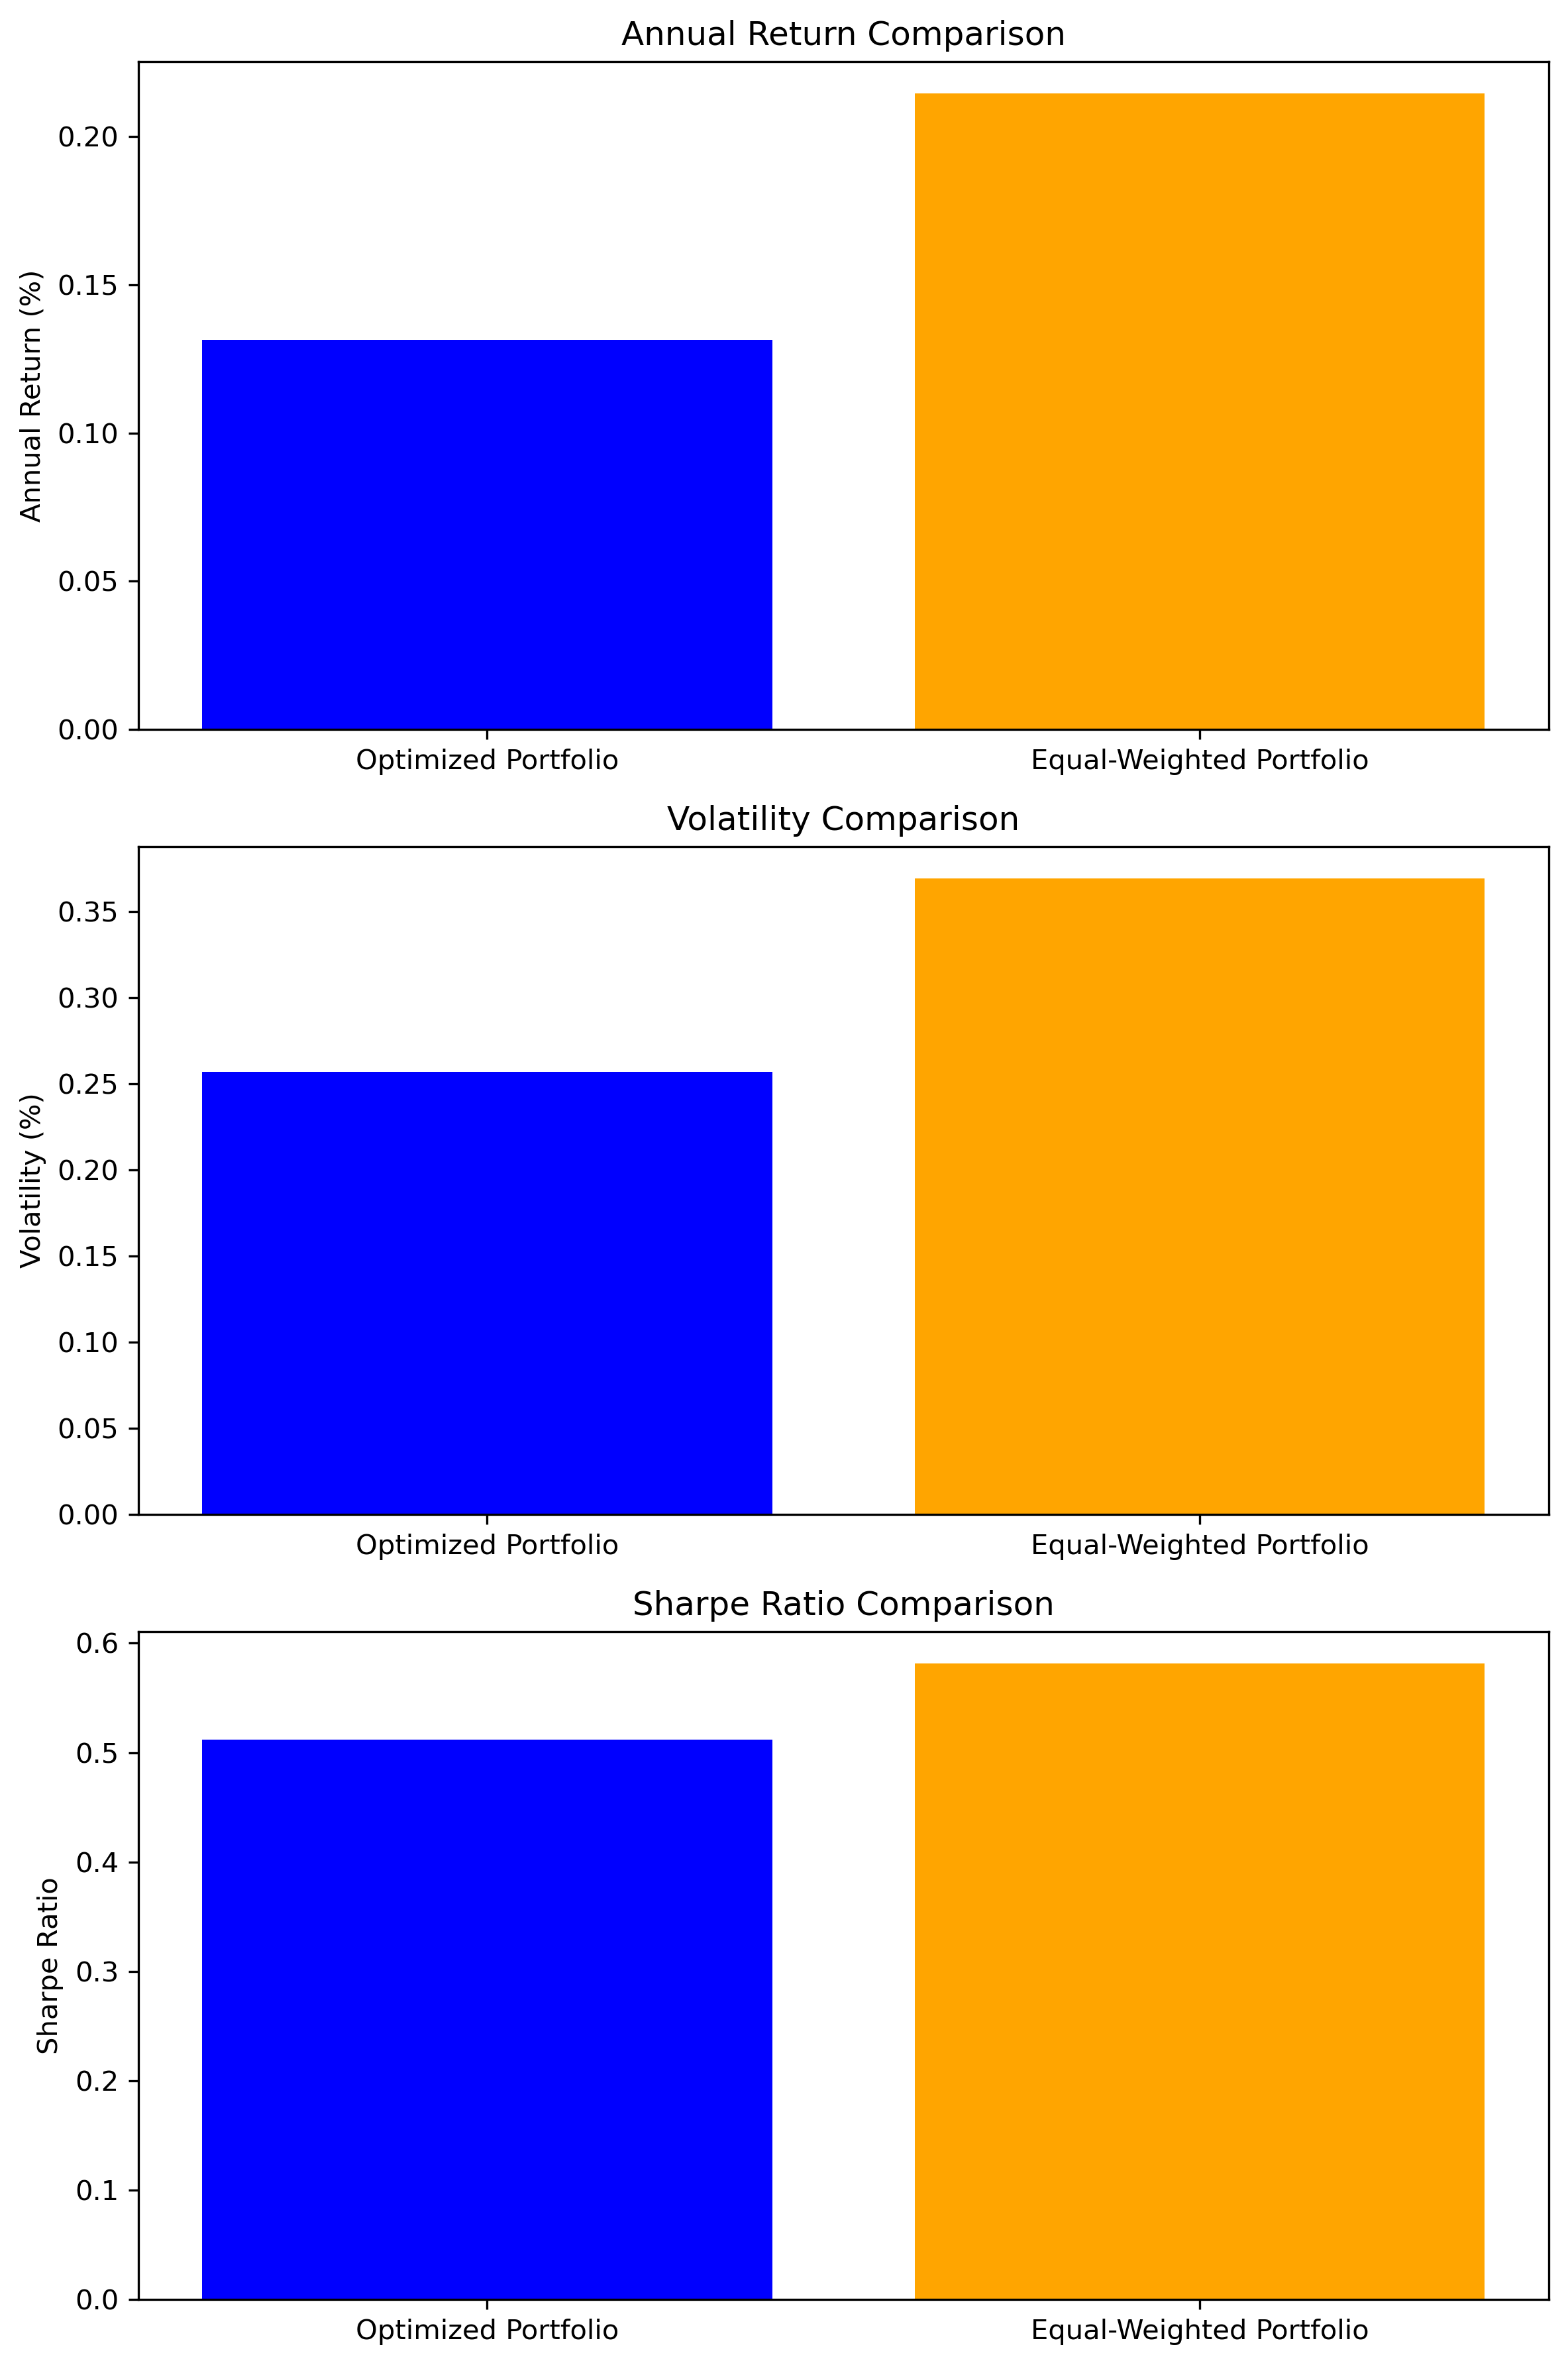 Annual Return Comparison
Annual Return (%)
0.20
0.15
0.10
0.05
0.00
Optimized Portfolio
Equal-Weighted Portfolio
Volatility Comparison
Volatility (%)
0.35
0.30
0.25
0.20
0.15
0.10
0.05
0.00
Optimized Portfolio
Equal-Weighted Portfolio
Sharpe Ratio Comparison
Sharpe Ratio
0.6
0.5
0.4
0.3
0.2
0.1
0.0
Optimized Portfolio
Equal-Weighted Portfolio